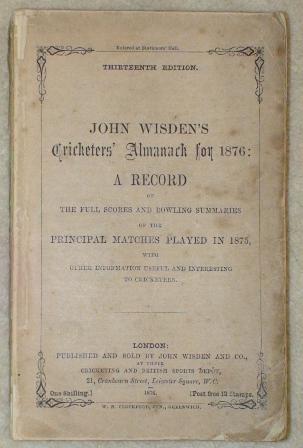 Entered at Stationers' Hall.
THIRTEENTH EDITION.
JOHN WISDEN'S
Cricketers' Almanack for 1876:
A RECORD
OF
THE FULL SCORES AND BOWLING SUMMARIES
OF THE
PRINCIPAL MATCHES PLAYED IN 1875,
WITH
OTHER INFORMATION USEFUL AND INTERESTING
TO CRICKETERS.
LONDON:
PUBLISHED AND SOLD BY JOHN WISDEN AND CO.,
AT THEIR
CRICKETING AND BRITISH SPORTS DEPÔT,
21, Cranbourn Street, Leicester Square, W.C.
One Shilling.] 1876. [Post free 13 Stamps.
GREENWICH.